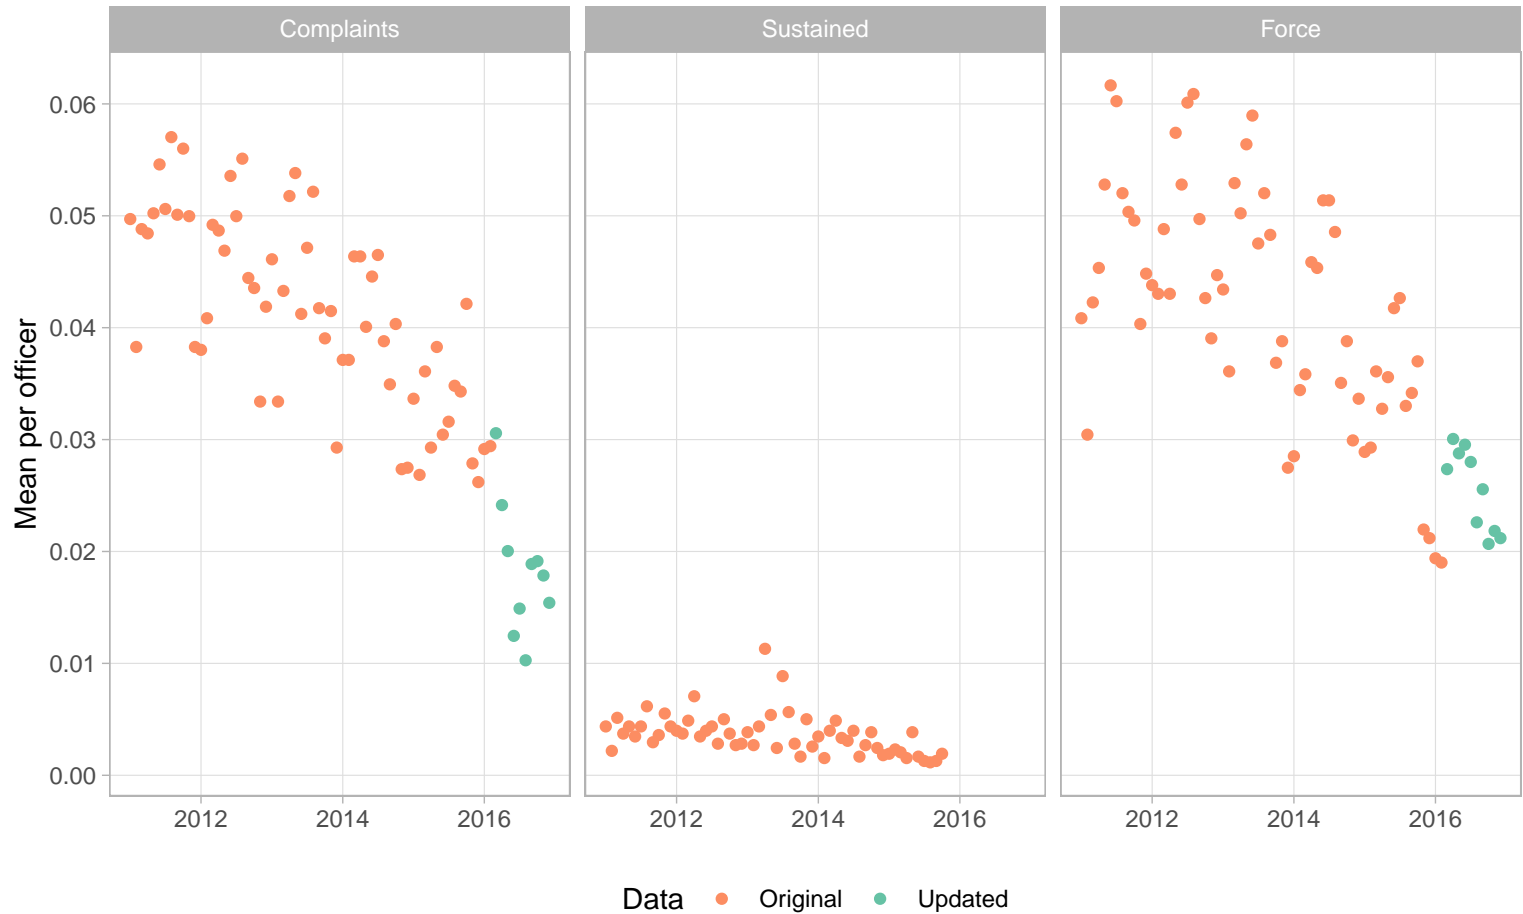 Complaints
Sustained
Force
Mean per officer
0.06
0.05
0.04
0.03
0.02
0.01
0.00
2012 2014 2016
2012 2014 2016
2012 2014 2016
Data Original Updated